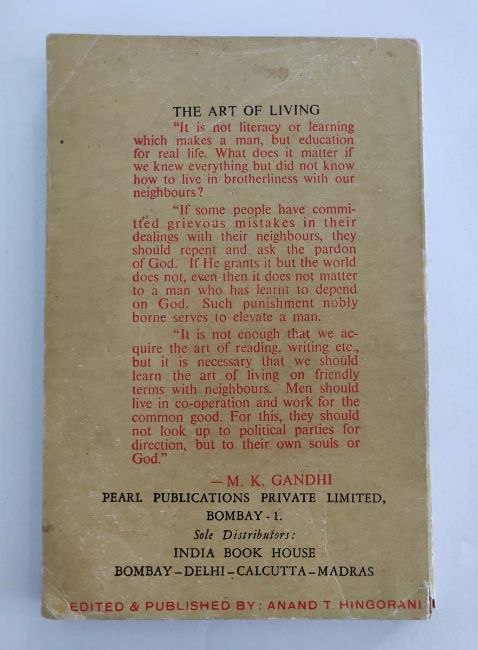 THE ART OF LIVING
"It is not literacy or learning
which makes a man, but education
for real life. What does it matter if
we knew everything but did not know
how to live in brotherliness with our
neighbours?
"If some people have commi-
tted grievous mistakes in their
dealings with their neighbours, they
should repent and ask the pardon
of God. If He grants it but the world
does not, even then it does not matter
to a man who has learnt to depend
on God. Such punishment nobly
borne serves to elevate a man.
"It is not enough that we ac-
quire the art of reading, writing etc.,
but it is necessary that we should
learn the art of living on friendly
terms with neighbours. Men should
live in co-operation and work for the
common good. For this, they should
not look up to political parties for
direction, but to their own souls or
God."
—M. K. GANDHI
PEARL PUBLICATIONS PRIVATE LIMITED,
BOMBAY - 1.
Sole Distributors:
INDIA BOOK HOUSE
BOMBAY–DELHI–CALCUTTA–MADRAS
EDITED & PUBLISHED BY: ANAND T. HINGORANI